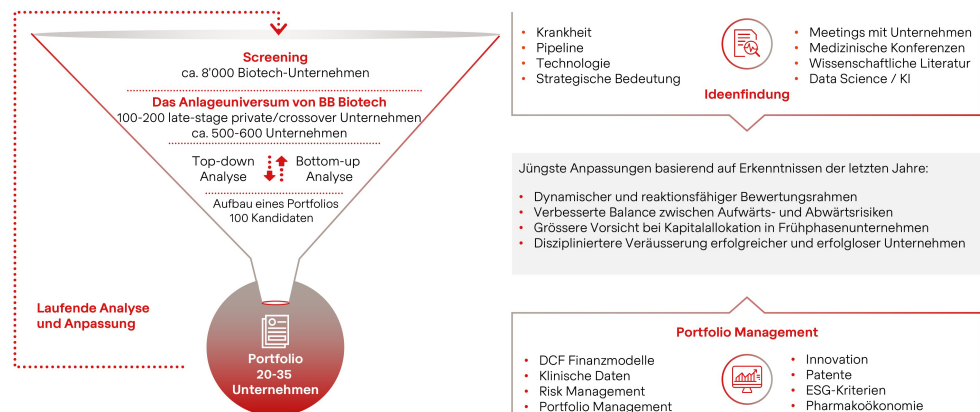 Screening
ca. 8'000 Biotech-Unternehmen
Das Anlageuniversum von BB Biotech
100-200 late-stage private/crossover Unternehmen
ca. 500-600 Unternehmen
Top-down
Analyse
Bottom-up
Analyse
Aufbau eines Portfolios
100 Kandidaten
Laufende Analyse
und Anpassung
Portfolio
20-35
Unternehmen
• Krankheit
• Pipeline
• Technologie
• Strategische Bedeutung
• Meetings mit Unternehmen
• Medizinische Konferenzen
• Wissenschaftliche Literatur
• Data Science / KI
Ideenfindung
Jüngste Anpassungen basierend auf Erkenntnissen der letzten Jahre:
• Dynamischer und reaktionsfähiger Bewertungsrahmen
• Verbesserte Balance zwischen Aufwärts- und Abwärtsrisiken
• Grössere Vorsicht bei Kapitalallokation in Frühphasenunternehmen
• Diszipliniertere Veräusserung erfolgreicher und erfolgloser Unternehmen
Portfolio Management
• DCF Finanzmodelle
• Klinische Daten
• Risk Management
• Portfolio Management
• Innovation
• Patente
• ESG-Kriterien
• Pharmakoökonomie